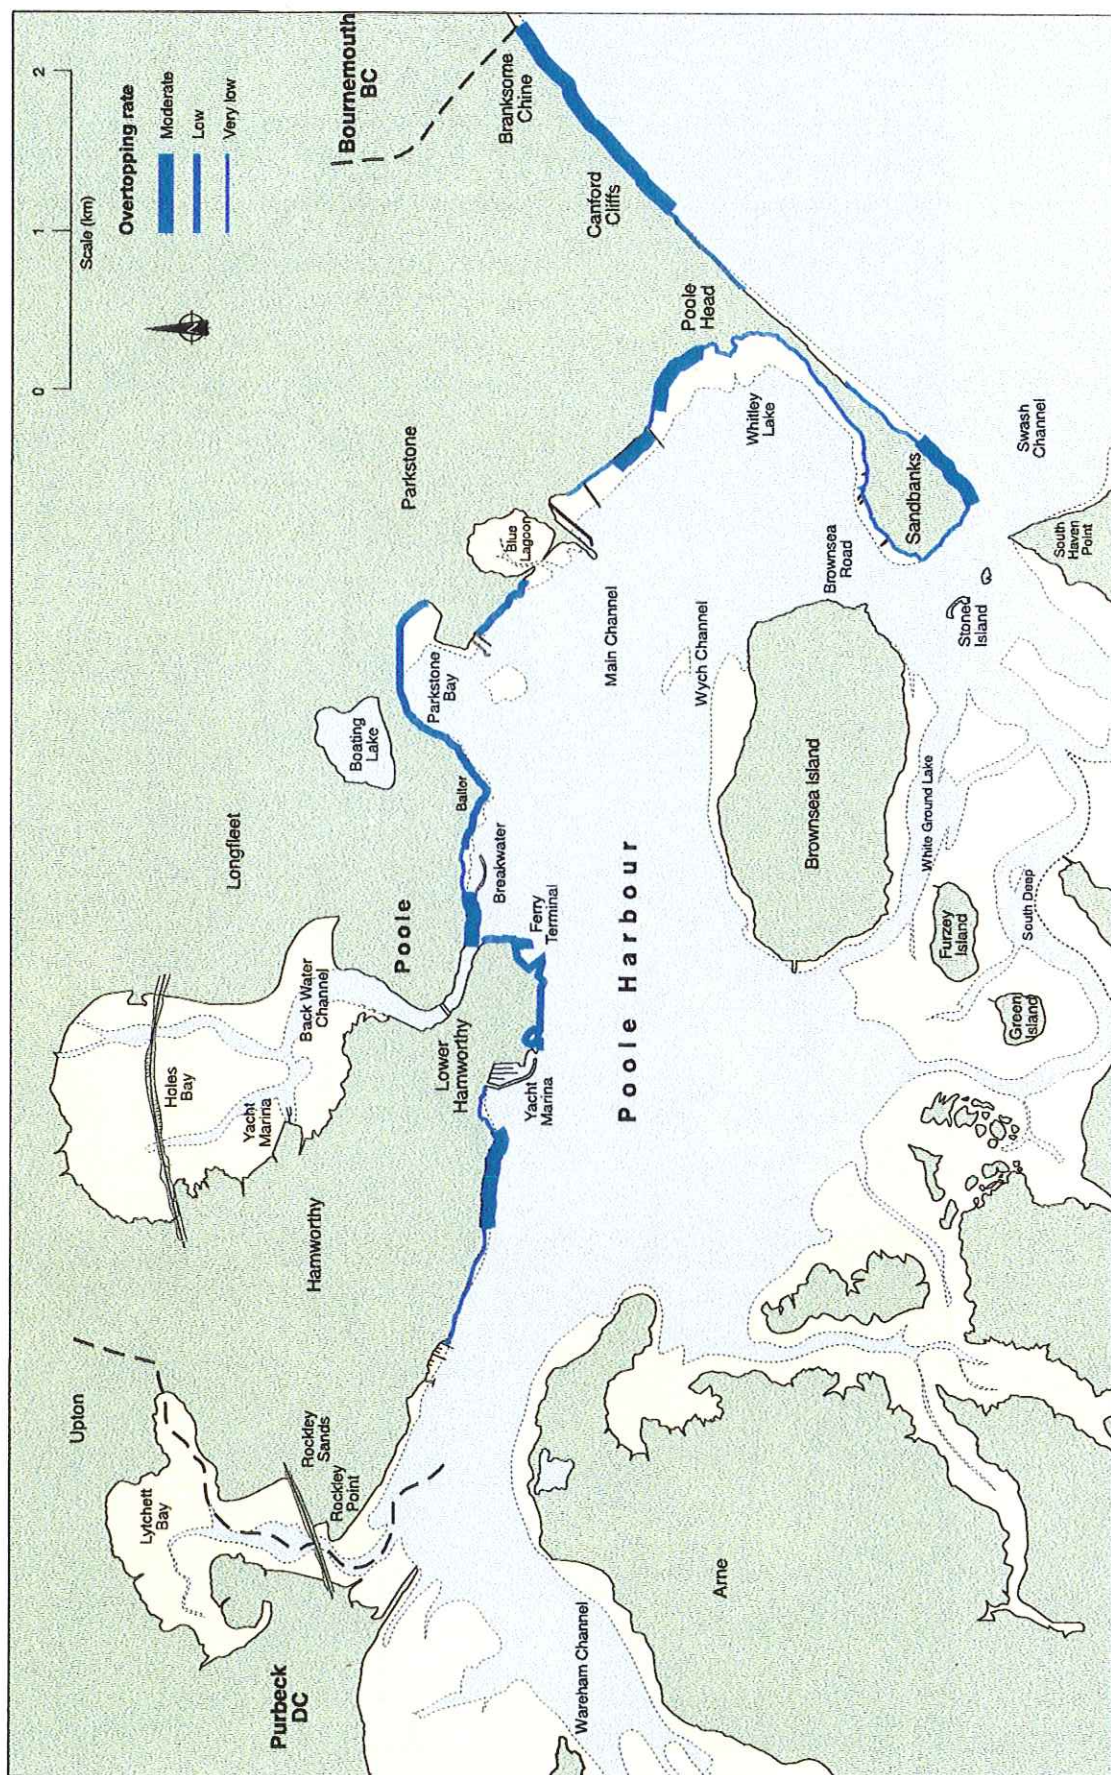 Purbeck
DC
Upton
Lytchett
Bay
Rockley
Sands
Rockley
Point
Hamworthy
Holes
Bay
Yacht
Marina
Back Water
Channel
Longfleet
Poole
Lower
Hamworthy
Yacht
Marina
Ferry
Terminal
Breakwater
Baiter
Boating
Lake
Parkstone
Bay
Parkstone
Blue
Lagoon
Bournemouth
BC
Branksome
Chine
Canford
Cliffs
Poole
Head
Whitley
Lake
Sandbanks
Brownsea
Road
Main Channel
Wych Channel
Poole Harbour
Brownsea Island
White Ground Lake
Furzey
Island
Green
Island
South Deep
Stoney
Island
South
Haven
Point
Swash
Channel
Wareham Channel
Arne
0
1
2
Scale (km)
Overtopping rate
Moderate
Low
Very low